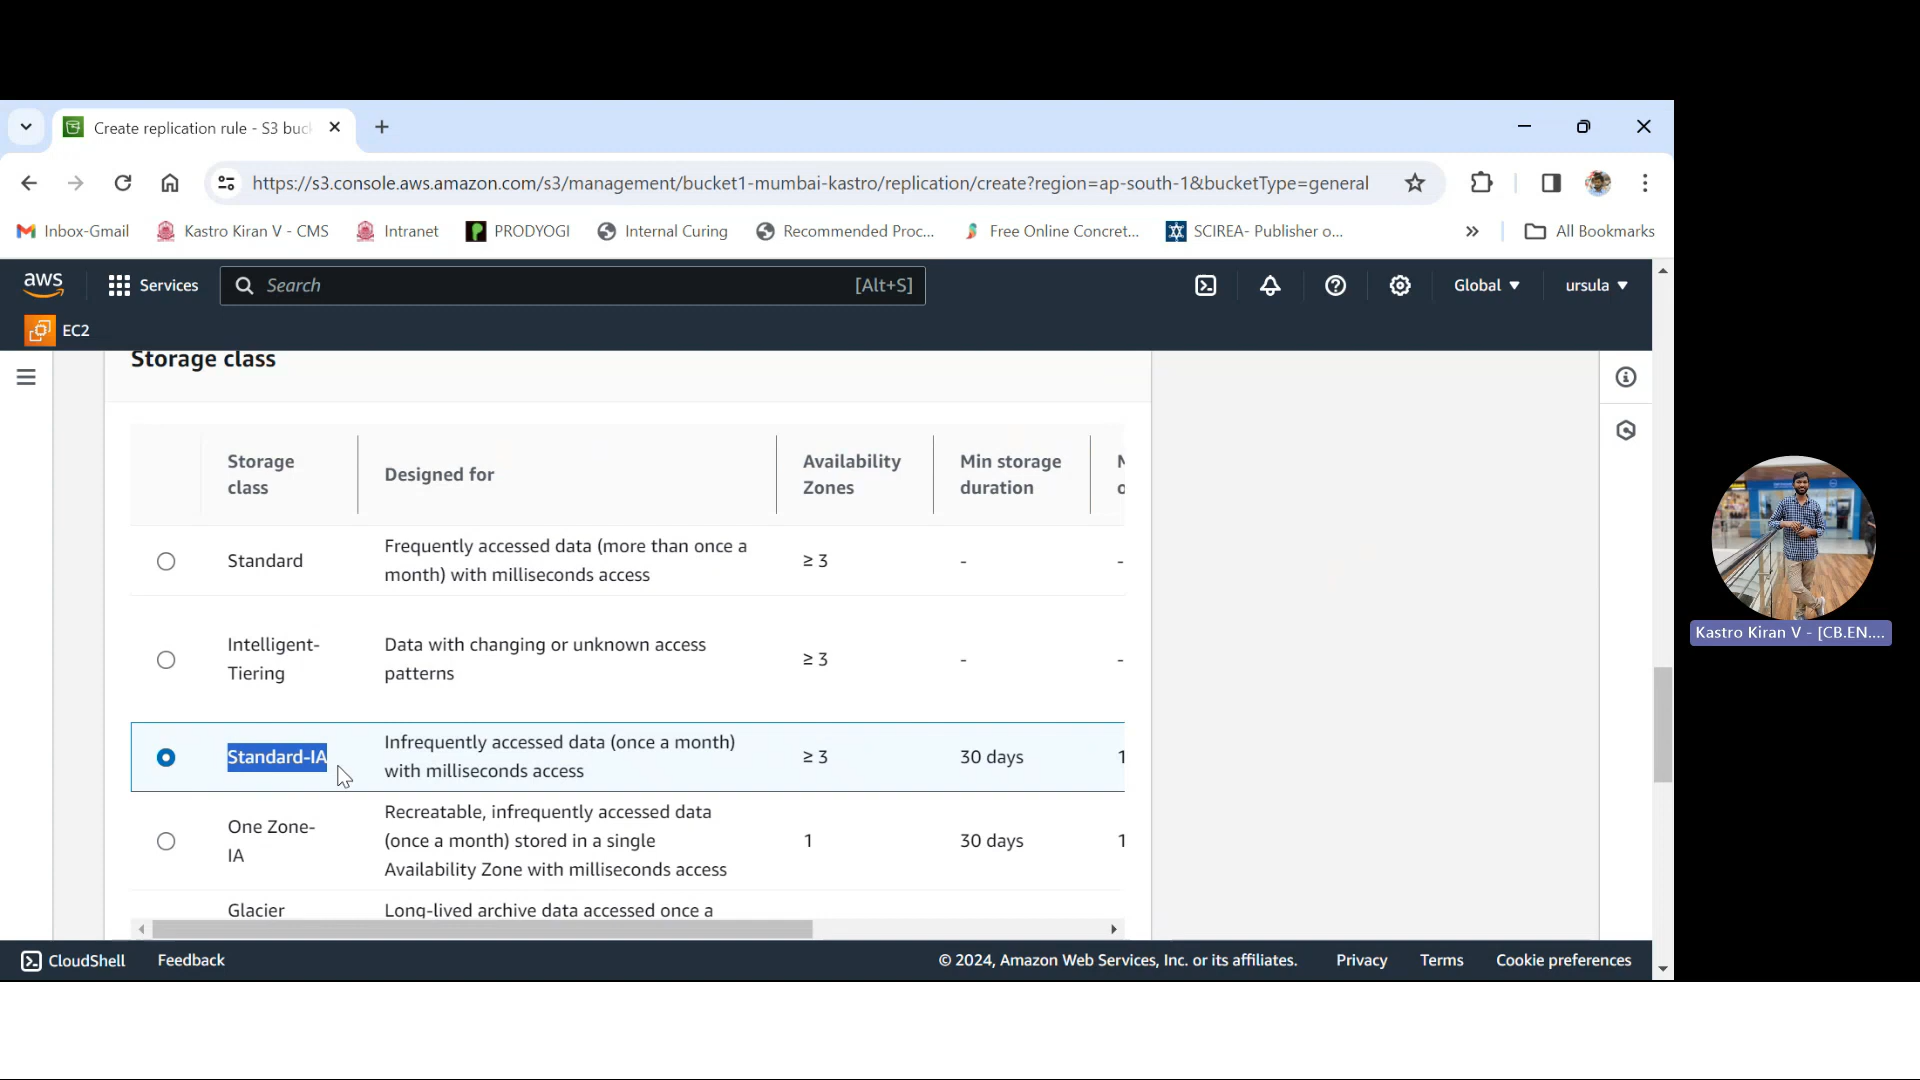 Create replication rule - S3 buc
https://s3.console.aws.amazon.com/s3/management/bucket1-mumbai-kastro/replication/create?region=ap-south-1&bucketType=general
Inbox-Gmail
Kastro Kiran V - CMS
Intranet
PRODYOGI
Internal Curing
Recommended Proc...
Free Online Concret...
SCIREA- Publisher o...
»
All Bookmarks
aws
Services
Search
[Alt+S]
Global
ursula
EC2
Storage class
Storage
class
Designed for
Availability
Zones
Min storage
duration
Standard
Frequently accessed data (more than once a
month) with milliseconds access
≥ 3
-
-
Intelligent-
Tiering
Data with changing or unknown access
patterns
≥ 3
-
-
Standard-IA
Infrequently accessed data (once a month)
with milliseconds access
≥ 3
30 days
1
One Zone-
IA
Recreatable, infrequently accessed data
(once a month) stored in a single
Availability Zone with milliseconds access
1
30 days
1
Glacier
Long-lived archive data accessed once a
CloudShell
Feedback
© 2024, Amazon Web Services, Inc. or its affiliates.
Privacy
Terms
Cookie preferences
Kastro Kiran V - [CB.EN....